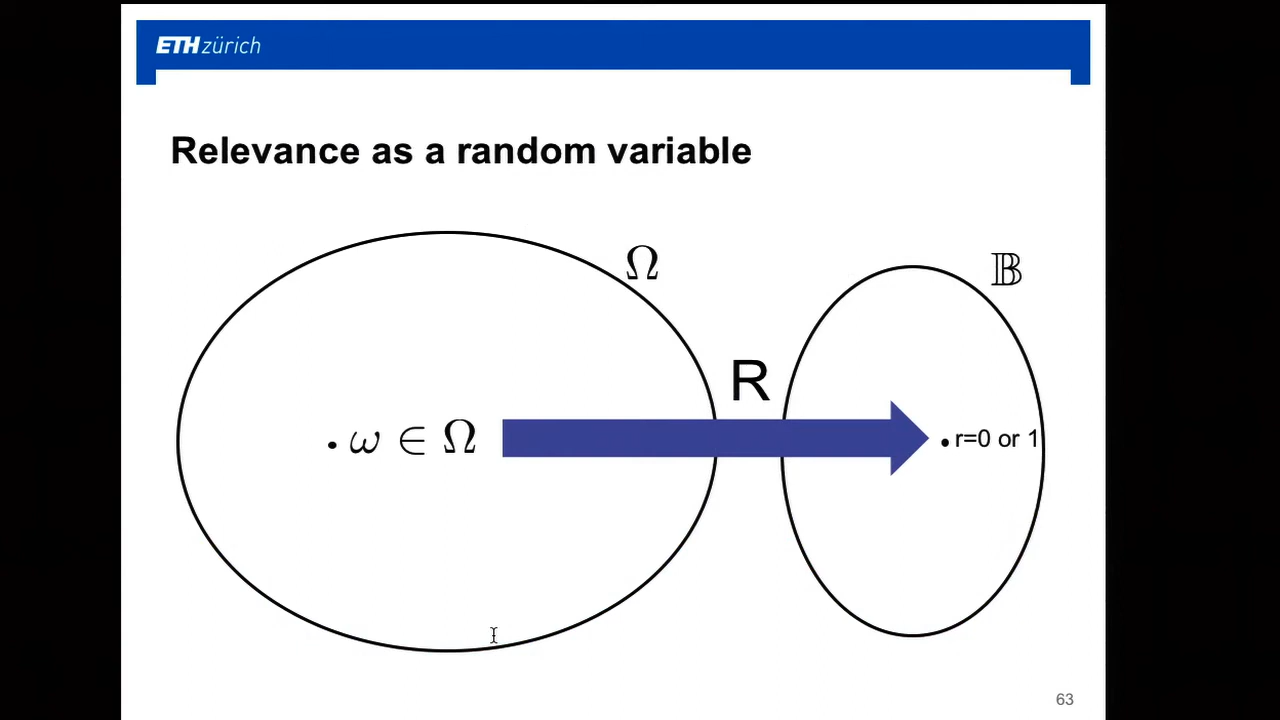 ETH zürich
Relevance as a random variable
Ω
𝔹
R
• ω ∈ Ω
• r=0 or 1
63